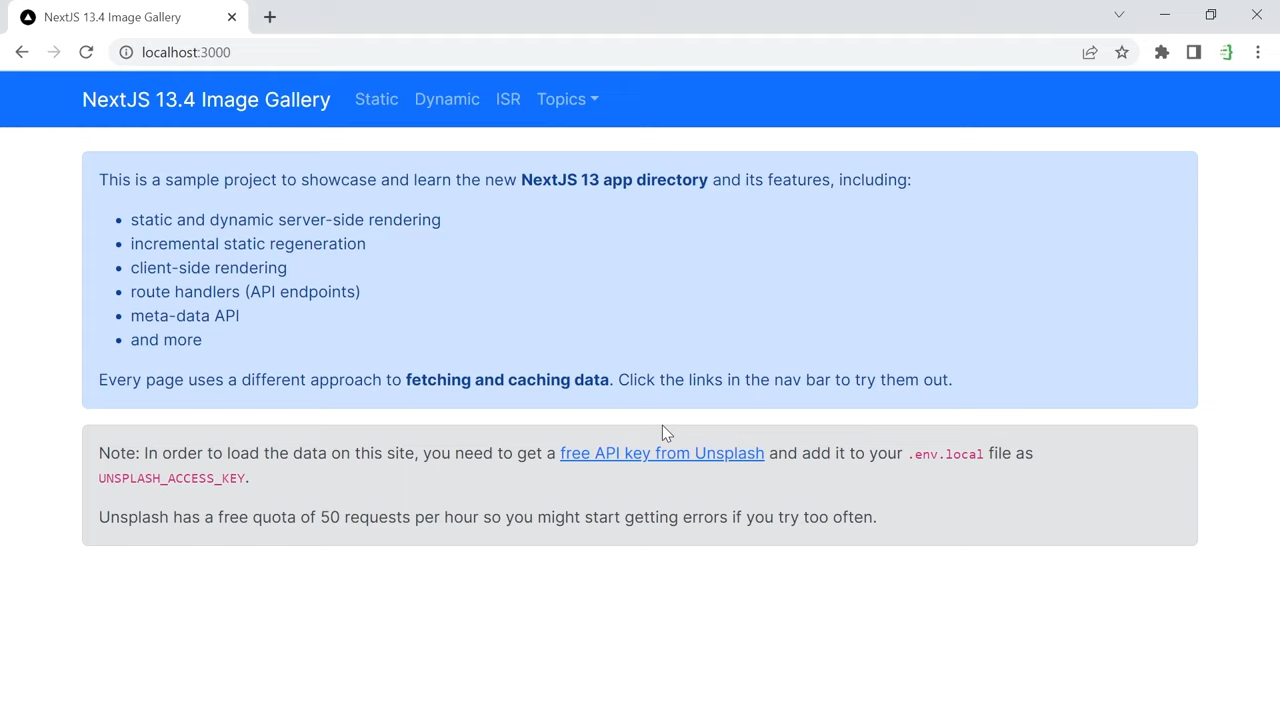 NextJS 13.4 Image Gallery
localhost:3000
NextJS 13.4 Image Gallery Static Dynamic ISR Topics
This is a sample project to showcase and learn the new NextJS 13 app directory and its features, including:
• static and dynamic server-side rendering
• incremental static regeneration
• client-side rendering
• route handlers (API endpoints)
• meta-data API
• and more
Every page uses a different approach to fetching and caching data. Click the links in the nav bar to try them out.
Note: In order to load the data on this site, you need to get a free API key from Unsplash and add it to your .env.local file as
UNSPLASH_ACCESS_KEY.
Unsplash has a free quota of 50 requests per hour so you might start getting errors if you try too often.